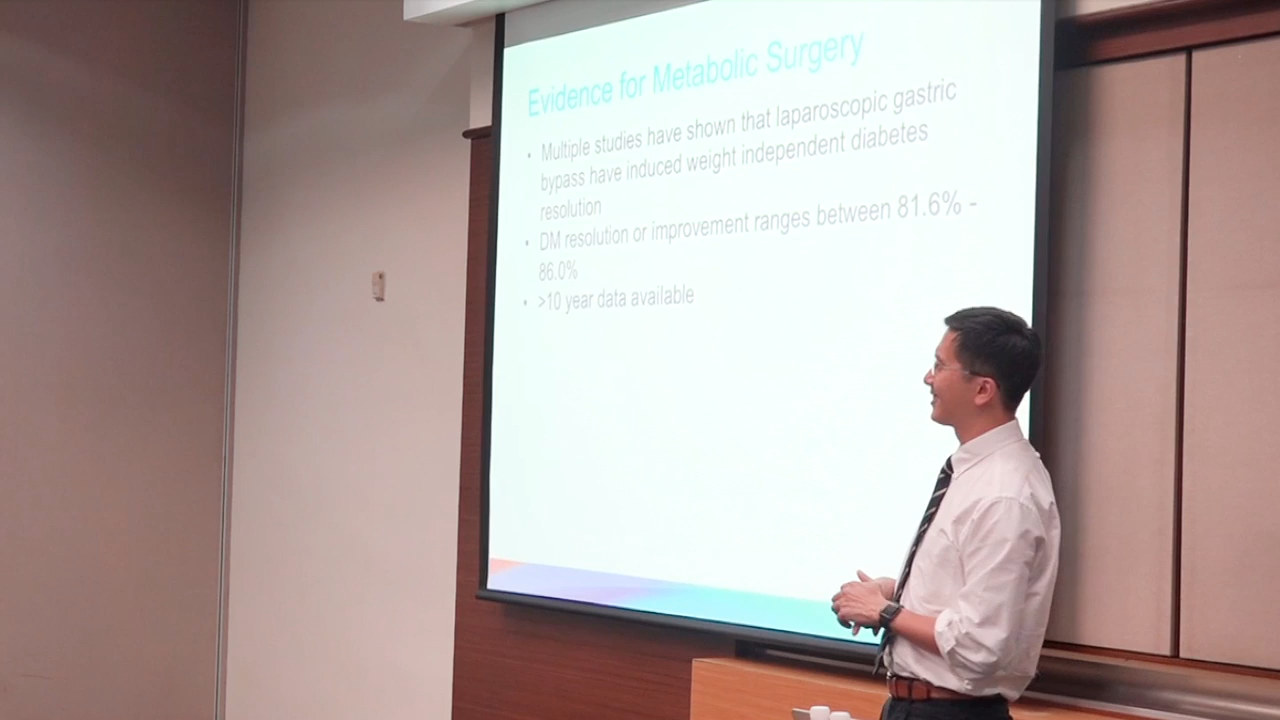 Evidence for Metabolic Surgery
• Multiple studies have shown that laparoscopic gastric
bypass have induced weight independent diabetes
resolution
• DM resolution or improvement ranges between 81.6% -
86.0%
• >10 year data available